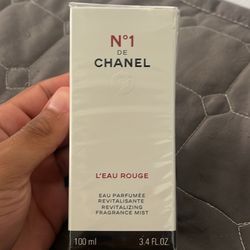 N°1
DE
CHANEL
L'EAU ROUGE
EAU PARFUMÉE
REVITALISANTE
REVITALIZING
FRAGRANCE MIST
100 ml 3.4 FL.OZ.